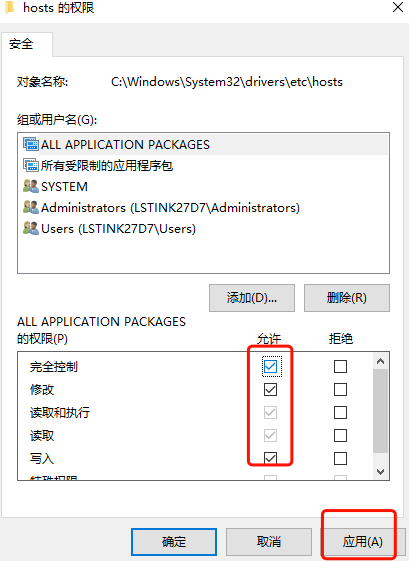 hosts 的权限
安全
对象名称: C:\Windows\System32\drivers\etc\hosts
组或用户名(G):
ALL APPLICATION PACKAGES
所有受限制的应用程序包
SYSTEM
Administrators (LSTINK27D7\Administrators)
Users (LSTINK27D7\Users)
添加(D)... 删除(R)
ALL APPLICATION PACKAGES
的权限(P) 允许 拒绝
完全控制
修改
读取和执行
读取
写入
特殊权限
确定 取消 应用(A)